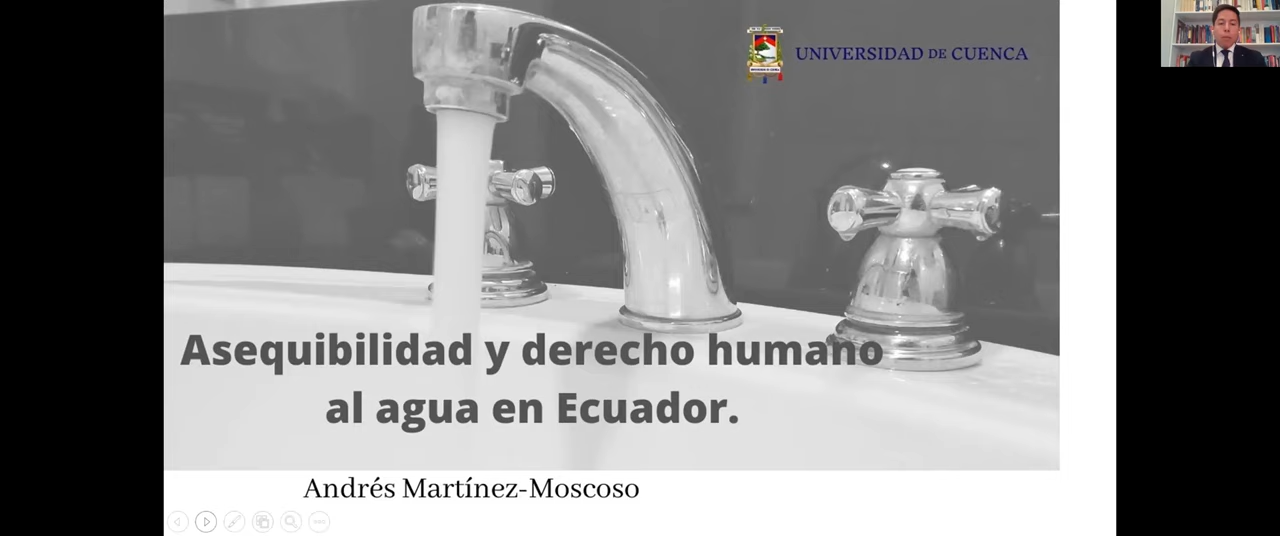 UNIVERSIDAD DE CUENCA
Asequibilidad y derecho humano
al agua en Ecuador.
Andrés Martínez-Moscoso